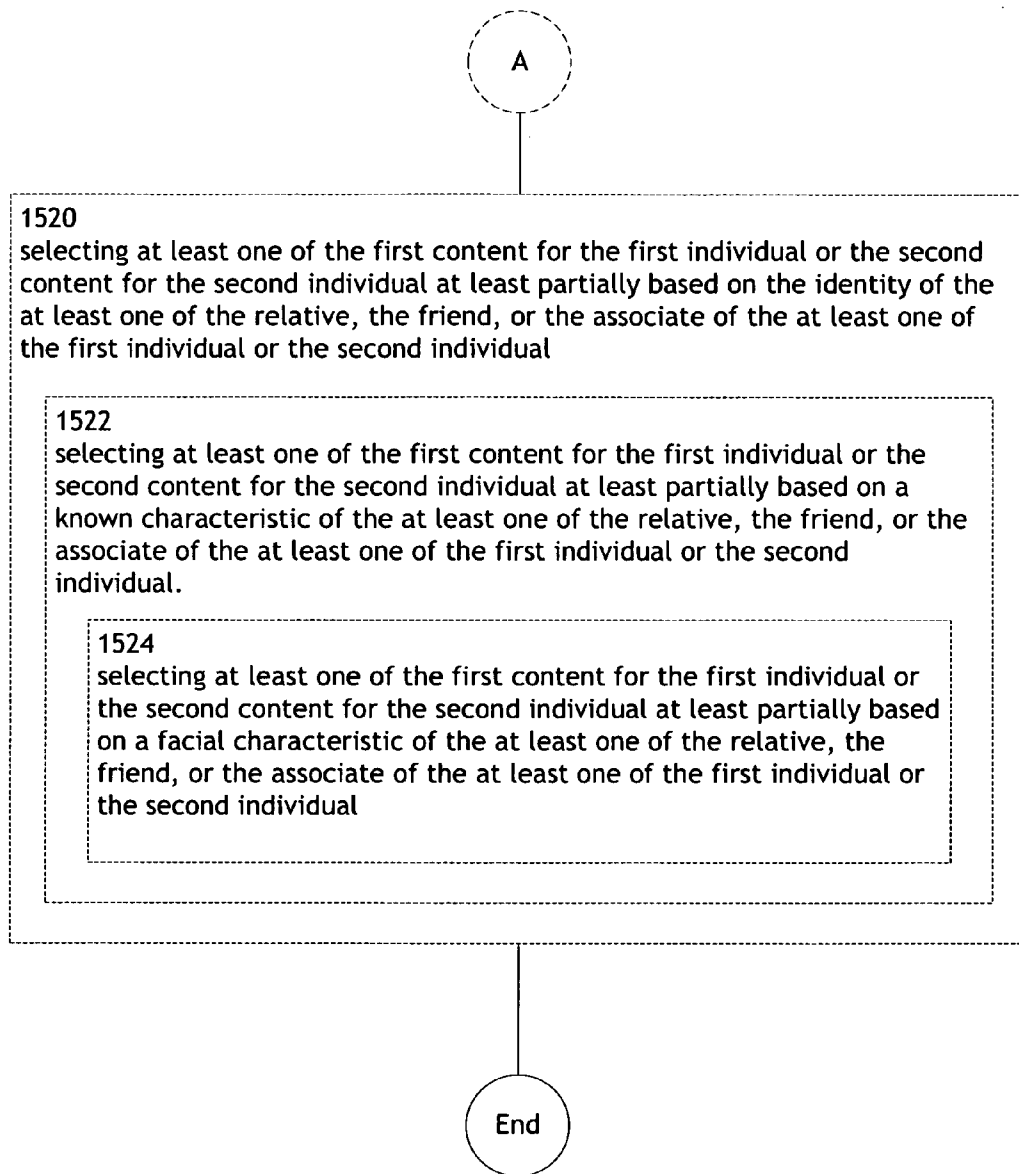 A
1520
selecting at least one of the first content for the first individual or the second
content for the second individual at least partially based on the identity of the
at least one of the relative, the friend, or the associate of the at least one of
the first individual or the second individual
1522
selecting at least one of the first content for the first individual or the
second content for the second individual at least partially based on a
known characteristic of the at least one of the relative, the friend, or the
associate of the at least one of the first individual or the second
individual.
1524
selecting at least one of the first content for the first individual or
the second content for the second individual at least partially based
on a facial characteristic of the at least one of the relative, the
friend, or the associate of the at least one of the first individual or
the second individual
End